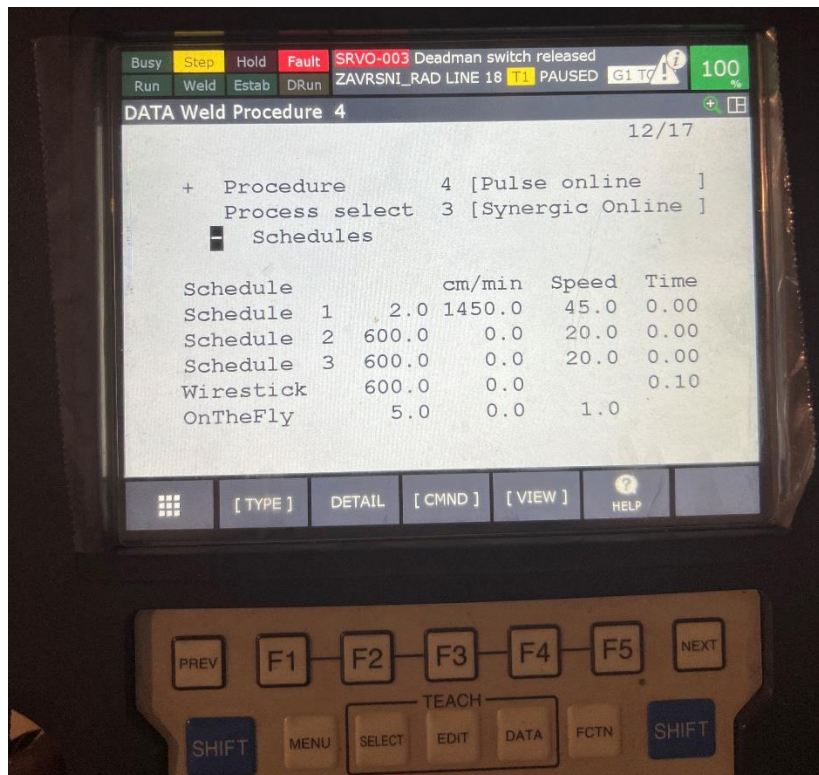 Busy Step Hold Fault SRVO-003 Deadman switch released
Run Weld Estab DRun ZAVRSNI_RAD LINE 18 T1 PAUSED G1 100 %
DATA Weld Procedure 4
12/17
+ Procedure 4 [Pulse online ]
Process select 3 [Synergic Online ]
- Schedules
Schedule cm/min Speed Time
Schedule 1 2.0 1450.0 45.0 0.00
Schedule 2 600.0 0.0 20.0 0.00
Schedule 3 600.0 0.0 20.0 0.00
Wirestick 600.0 0.0 0.10
OnTheFly 5.0 0.0 1.0
[ TYPE ] DETAIL [ CMND ] [ VIEW ] ? HELP
PREV F1 F2 F3 F4 F5 NEXT
TEACH
SHIFT MENU SELECT EDIT DATA FCTN SHIFT